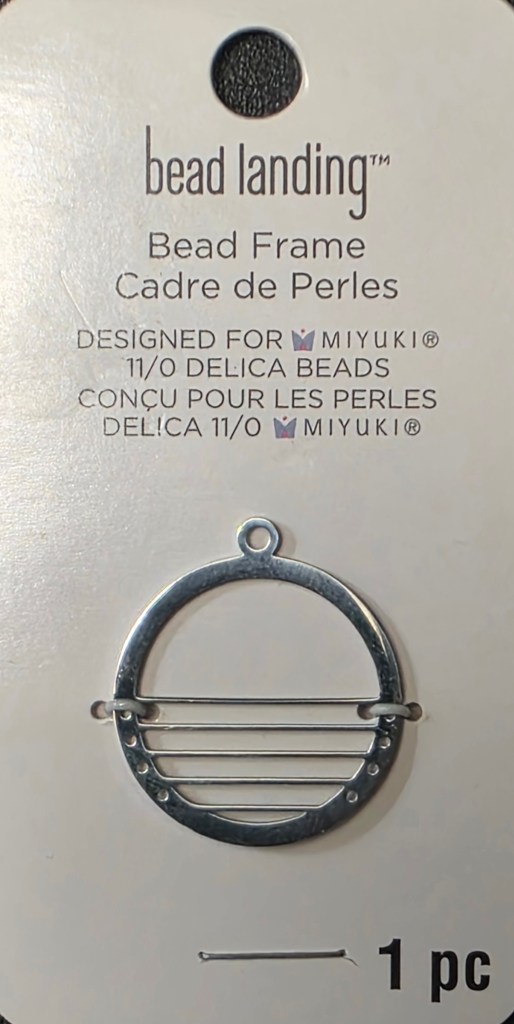 bead landing™
Bead Frame
Cadre de Perles
DESIGNED FOR MIYUKI®
11/0 DELICA BEADS
CONÇU POUR LES PERLES
DELICA 11/0 MIYUKI®
1 pc